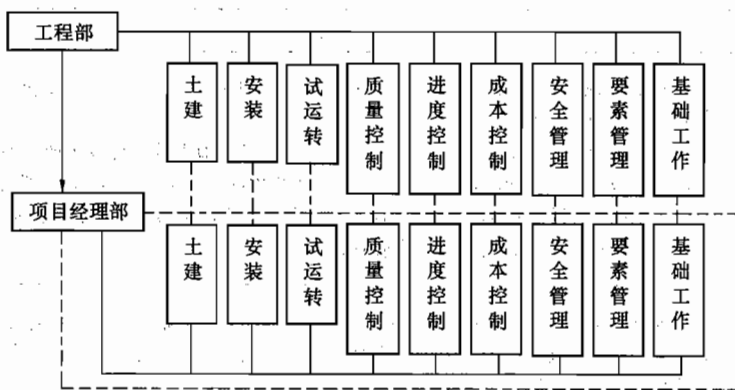 工程部
土建
安装
试运转
质量控制
进度控制
成本控制
安全管理
要素管理
基础工作
项目经理部
土建
安装
试运转
质量控制
进度控制
成本控制
安全管理
要素管理
基础工作